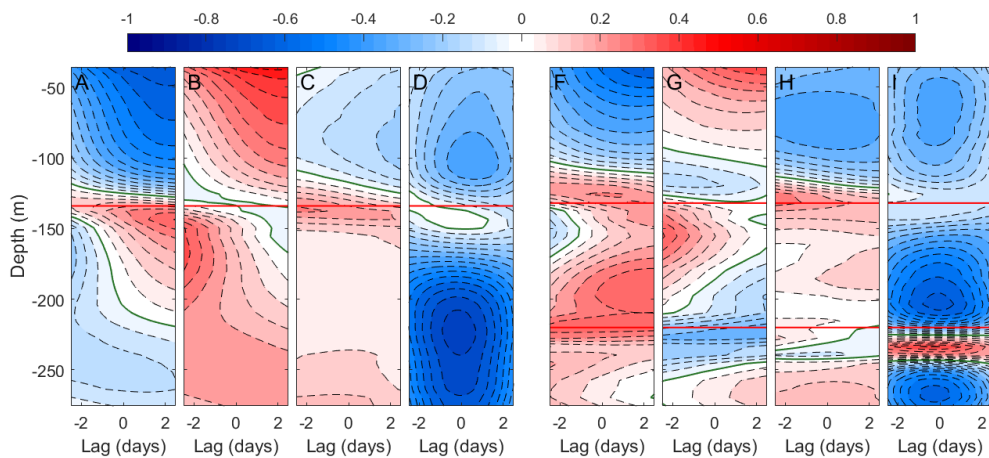 -1 -0.8 -0.6 -0.4 -0.2 0 0.2 0.4 0.6 0.8 1
A B C D F G H I
-50
-100
-150
-200
-250
Depth (m)
-2 0 2 -2 0 2 -2 0 2 -2 0 2 -2 0 2 -2 0 2 -2 0 2 -2 0 2
Lag (days) Lag (days) Lag (days) Lag (days) Lag (days) Lag (days) Lag (days) Lag (days)